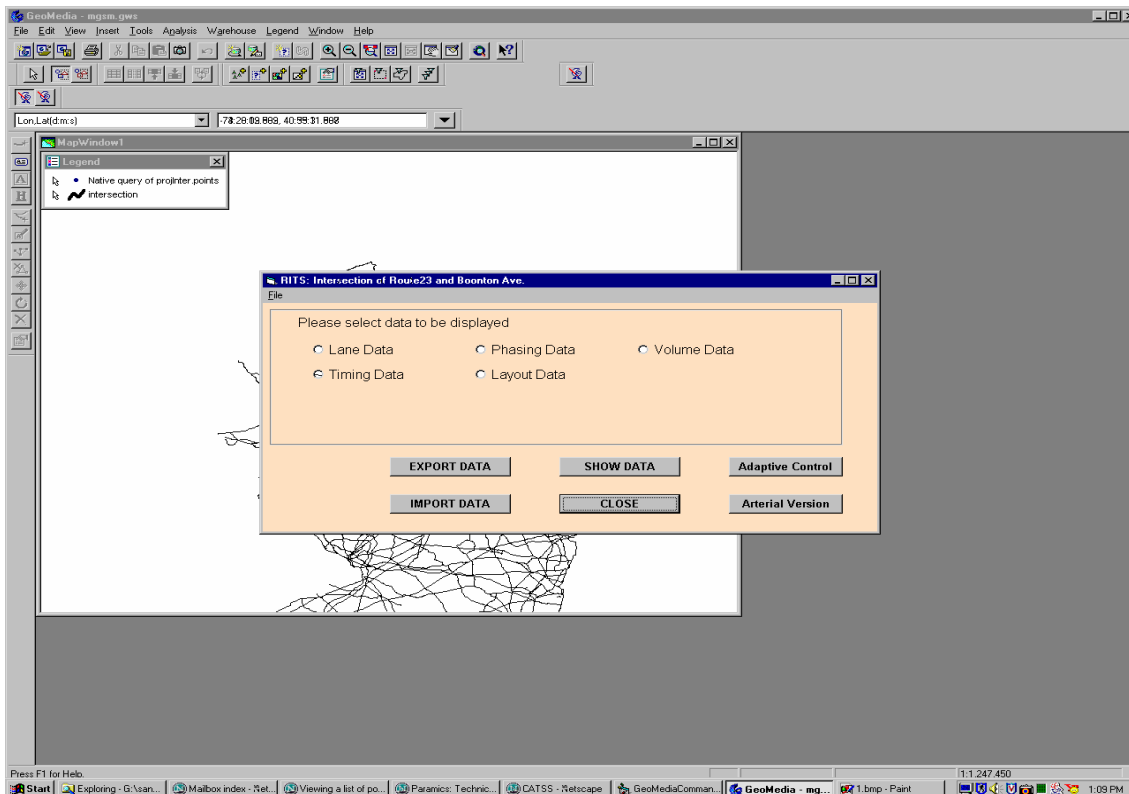 GeoMedia - mgsm.gws
File Edit View Insert Tools Analysis Warehouse Legend Window Help
Lon,Lat(d:m:s)
MapWindow1
Legend
Native query of projInter.points
intersection
RITS: Intersection of Route23 and Boonton Ave.
File
Please select data to be displayed
Lane Data Phasing Data Volume Data
Timing Data Layout Data
EXPORT DATA SHOW DATA Adaptive Control
IMPORT DATA CLOSE Arterial Version
Press F1 for Help. 1:1.247.450
Start Exploring - G:\san... Mailbox index - Net... Viewing a list of po... Paramics: Technic... CATSS - Netscape GeoMediaComman... GeoMedia - mg... 1.bmp - Paint 1:09 PM